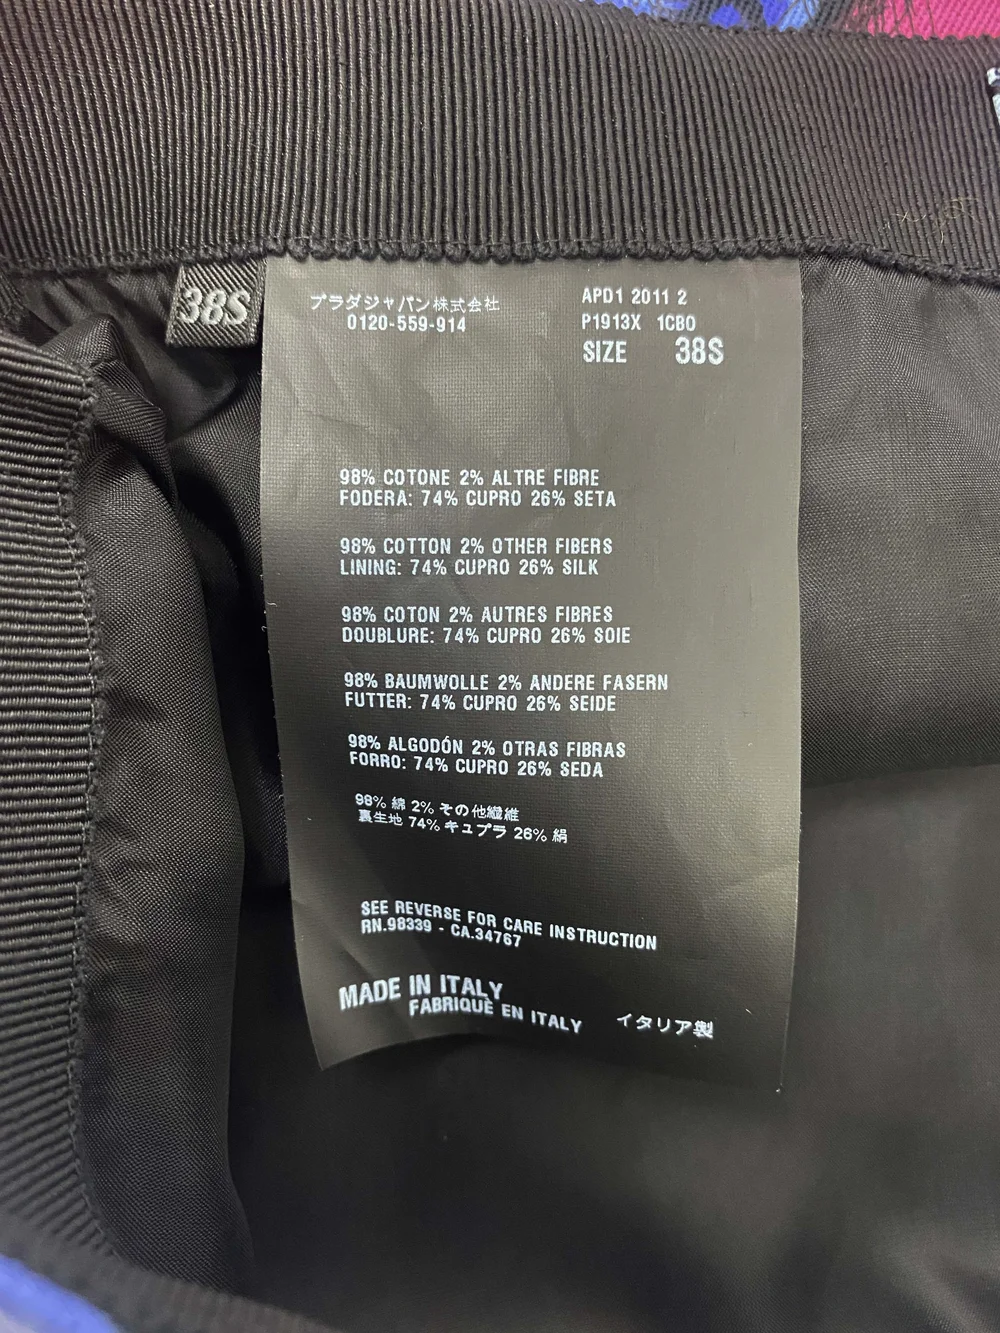 38S
プラダジャパン株式会社
0120-559-914
APD1 2011 2
P1913X 1CBO
SIZE 38S
98% COTONE 2% ALTRE FIBRE
FODERA: 74% CUPRO 26% SETA
98% COTTON 2% OTHER FIBERS
LINING: 74% CUPRO 26% SILK
98% COTON 2% AUTRES FIBRES
DOUBLURE: 74% CUPRO 26% SOIE
98% BAUMWOLLE 2% ANDERE FASERN
FUTTER: 74% CUPRO 26% SEIDE
98% ALGODÓN 2% OTRAS FIBRAS
FORRO: 74% CUPRO 26% SEDA
98% 綿 2% その他繊維
裏生地 74% キュプラ 26% 絹
SEE REVERSE FOR CARE INSTRUCTION
RN.98339 - CA.34767
MADE IN ITALY
FABRIQUÉ EN ITALY イタリア製